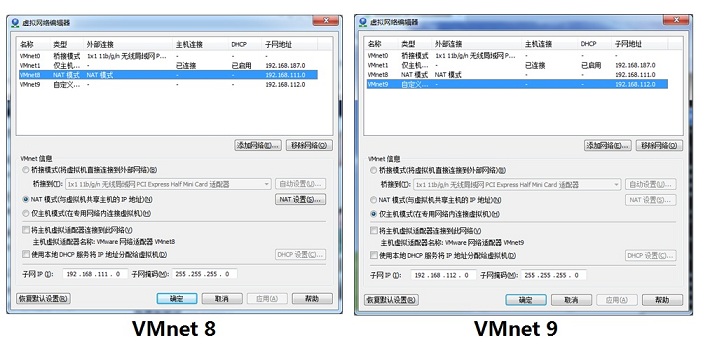 虚拟网络编辑器
名称 类型 外部连接 主机连接 DHCP 子网地址
VMnet0 桥接模式 1x1 11b/g/n 无线局域网 P... - - -
VMnet1 仅主机... - 已连接 已启用 192.168.187.0
VMnet8 NAT 模式 NAT 模式 - - 192.168.111.0
VMnet9 自定义... - - - 192.168.112.0
添加网络(E)... 移除网络(O)
VMnet 信息
桥接模式(将虚拟机直接连接到外部网络)(B)
桥接到(T): 1x1 11b/g/n 无线局域网 PCI Express Half Mini Card 适配器 自动设置(U)...
NAT 模式(与虚拟机共享主机的 IP 地址)(N) NAT 设置(S)...
仅主机模式(在专用网络内连接虚拟机)(H)
将主机虚拟适配器连接到此网络(V)
主机虚拟适配器名称: VMware 网络适配器 VMnet8
使用本地 DHCP 服务将 IP 地址分配给虚拟机(D) DHCP 设置(C)...
子网 IP (I): 192 .168 .111 . 0 子网掩码(M): 255 .255 .255 . 0
恢复默认设置(R) 确定 取消 应用(A) 帮助
VMnet 8
虚拟网络编辑器
名称 类型 外部连接 主机连接 DHCP 子网地址
VMnet0 桥接模式 1x1 11b/g/n 无线局域网 P... - - -
VMnet1 仅主机... - 已连接 已启用 192.168.187.0
VMnet8 NAT 模式 NAT 模式 - - 192.168.111.0
VMnet9 自定义... - - - 192.168.112.0
添加网络(E)... 移除网络(O)
VMnet 信息
桥接模式(将虚拟机直接连接到外部网络)(B)
桥接到(T): 1x1 11b/g/n 无线局域网 PCI Express Half Mini Card 适配器 自动设置(U)...
NAT 模式(与虚拟机共享主机的 IP 地址)(N) NAT 设置(S)...
仅主机模式(在专用网络内连接虚拟机)(H)
将主机虚拟适配器连接到此网络(V)
主机虚拟适配器名称: VMware 网络适配器 VMnet9
使用本地 DHCP 服务将 IP 地址分配给虚拟机(D) DHCP 设置(C)...
子网 IP (I): 192 .168 .112 . 0 子网掩码(M): 255 .255 .255 . 0
恢复默认设置(R) 确定 取消 应用(A) 帮助
VMnet 9